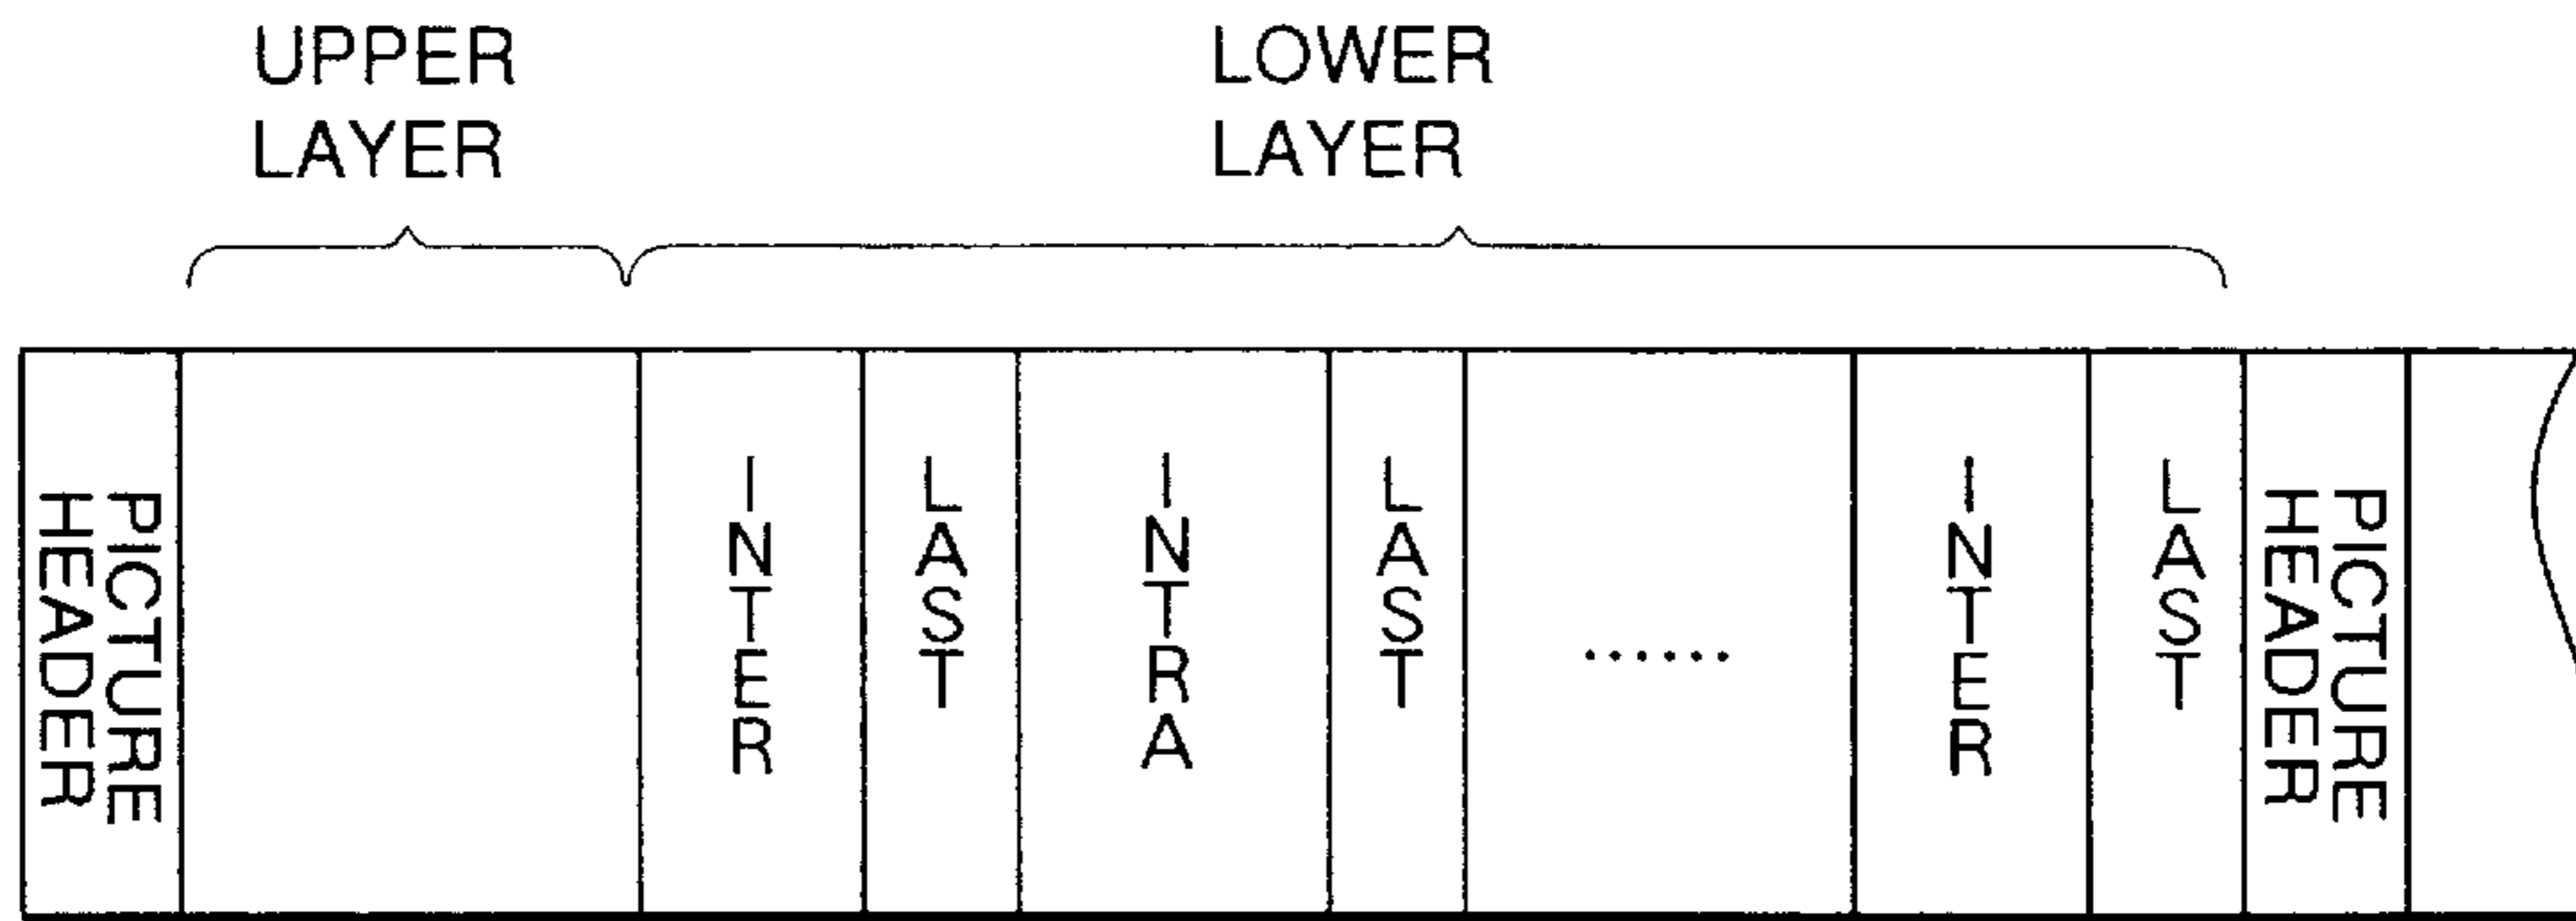 UPPER
LAYER
LOWER
LAYER
PICTURE
HEADER
INTER
LAST
INTRA
LAST
......
INTER
LAST
PICTURE
HEADER